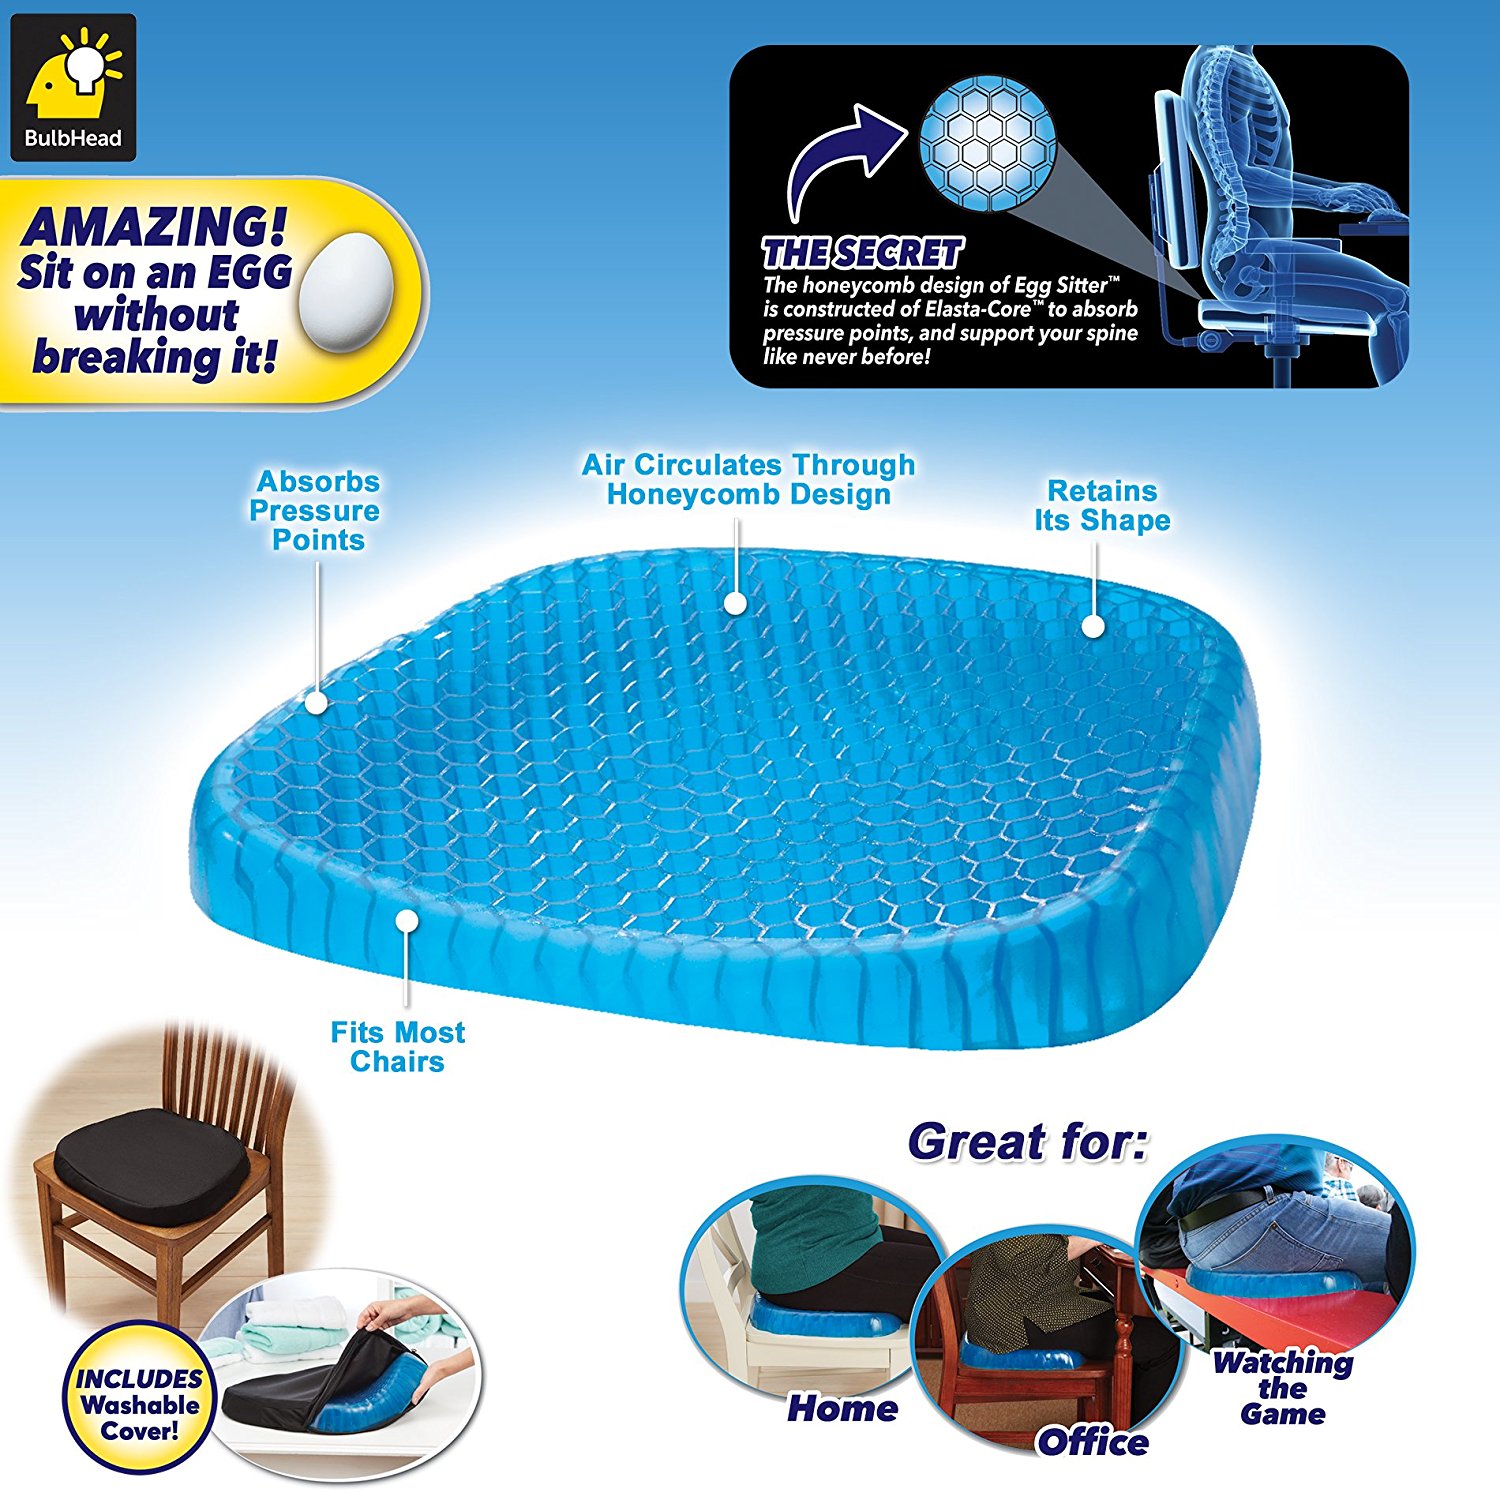 BulbHead
AMAZING!
Sit on an EGG
without
breaking it!
THE SECRET
The honeycomb design of Egg Sitter™
is constructed of Elasta-Core™ to absorb
pressure points, and support your spine
like never before!
Absorbs
Pressure
Points
Air Circulates Through
Honeycomb Design
Retains
Its Shape
Fits Most
Chairs
INCLUDES
Washable
Cover!
Great for:
Home
Office
Watching
the
Game